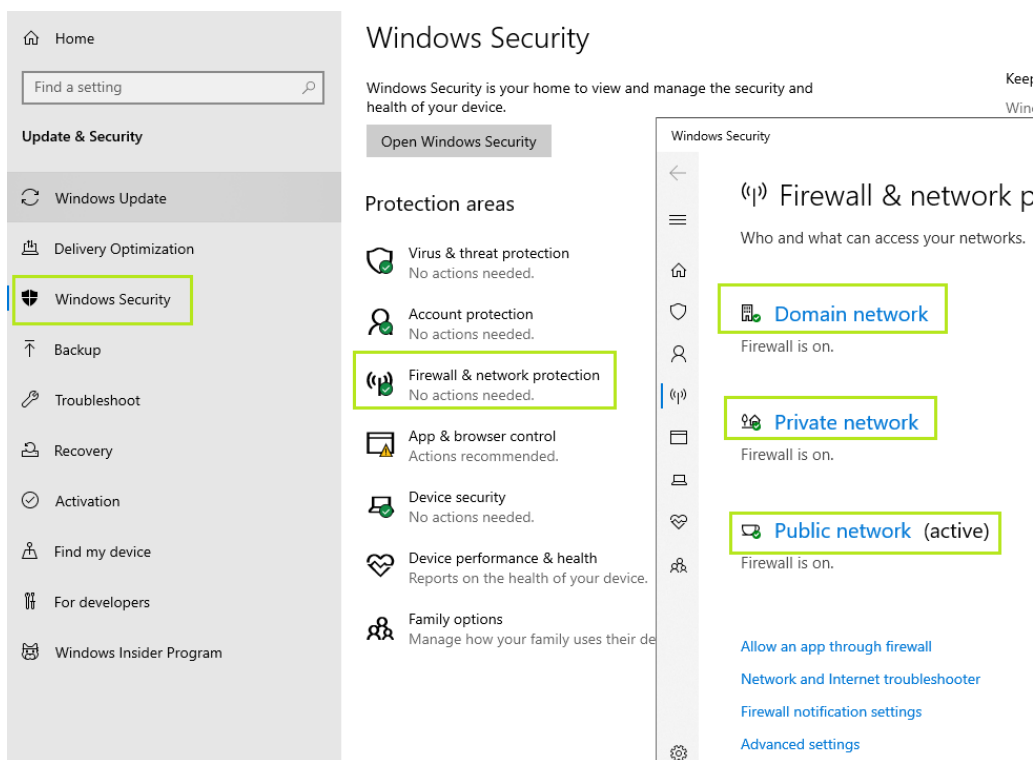 Home
Find a setting
Update & Security
Windows Update
Delivery Optimization
Windows Security
Backup
Troubleshoot
Recovery
Activation
Find my device
For developers
Windows Insider Program
Windows Security
Windows Security is your home to view and manage the security and
health of your device.
Open Windows Security
Protection areas
Virus & threat protection
No actions needed.
Account protection
No actions needed.
Firewall & network protection
No actions needed.
App & browser control
Actions recommended.
Device security
No actions needed.
Device performance & health
Reports on the health of your device.
Family options
Manage how your family uses their de
Windows Security
Firewall & network p
Who and what can access your networks.
Domain network
Firewall is on.
Private network
Firewall is on.
Public network (active)
Firewall is on.
Allow an app through firewall
Network and Internet troubleshooter
Firewall notification settings
Advanced settings